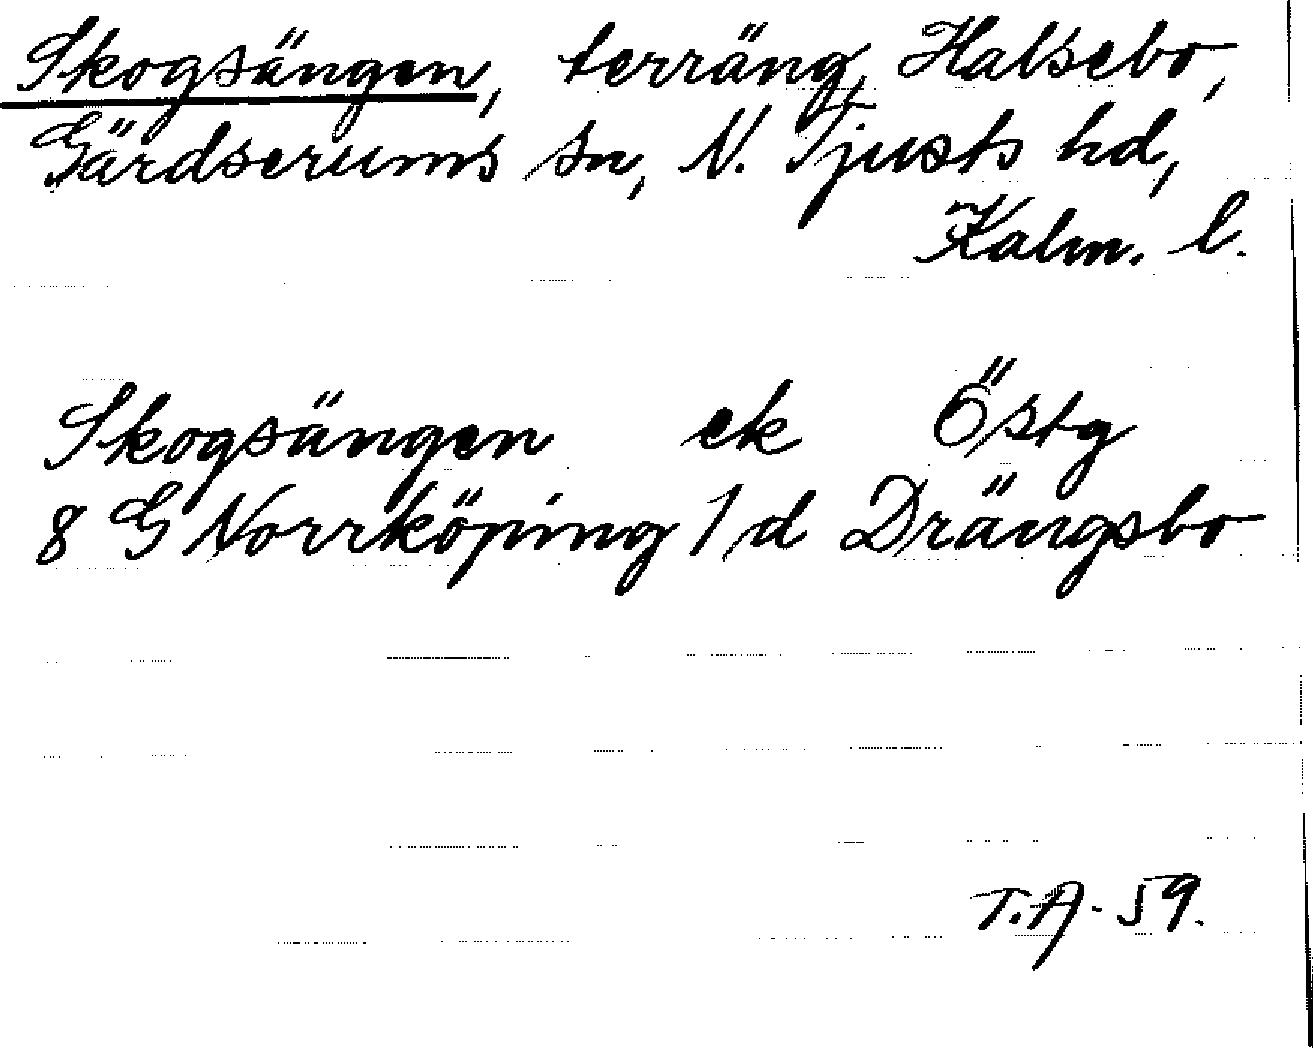 Skogsängen, terräng, Halsebo,
Gärdserums sn, N. Tjusts hd,
Kalm. l.
Skogsängen ek Östg
8 G Norrköping 1 d Drängsbo
T.A. 59.